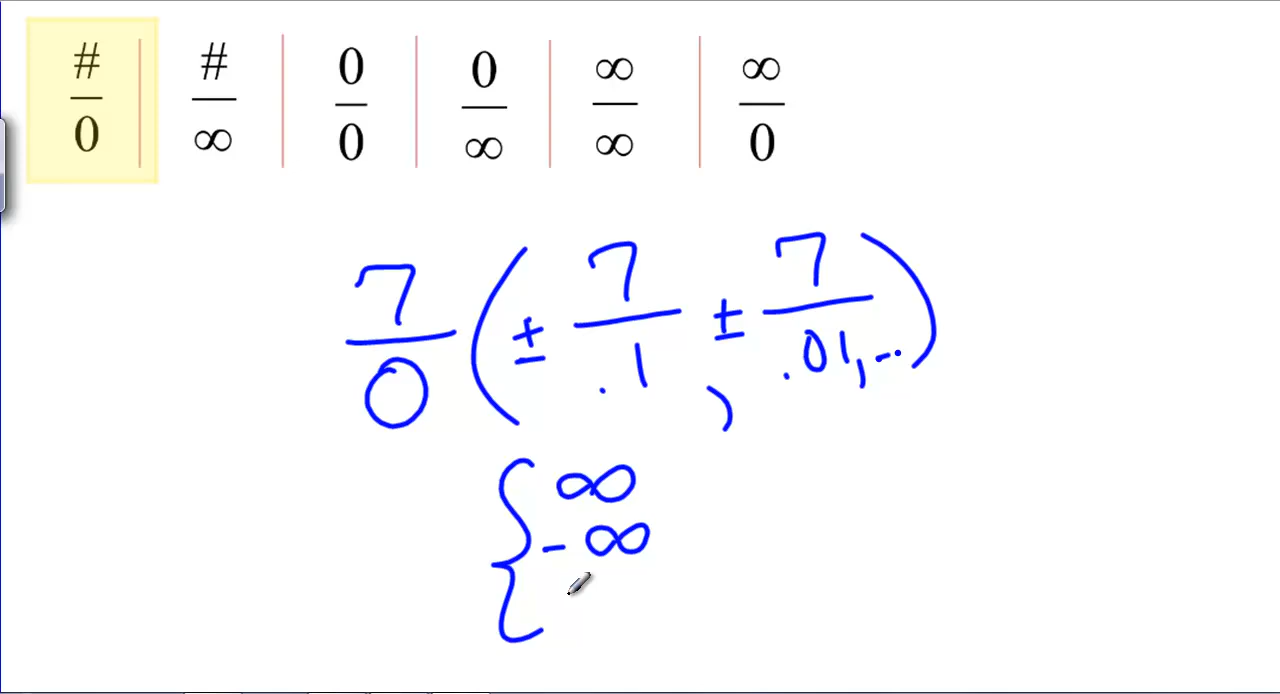 #/0 | #/∞ | 0/0 | 0/∞ | ∞/∞ | ∞/0
7/0 ( ± 7/.1 , ± 7/.01, ... )
{ ∞
- ∞